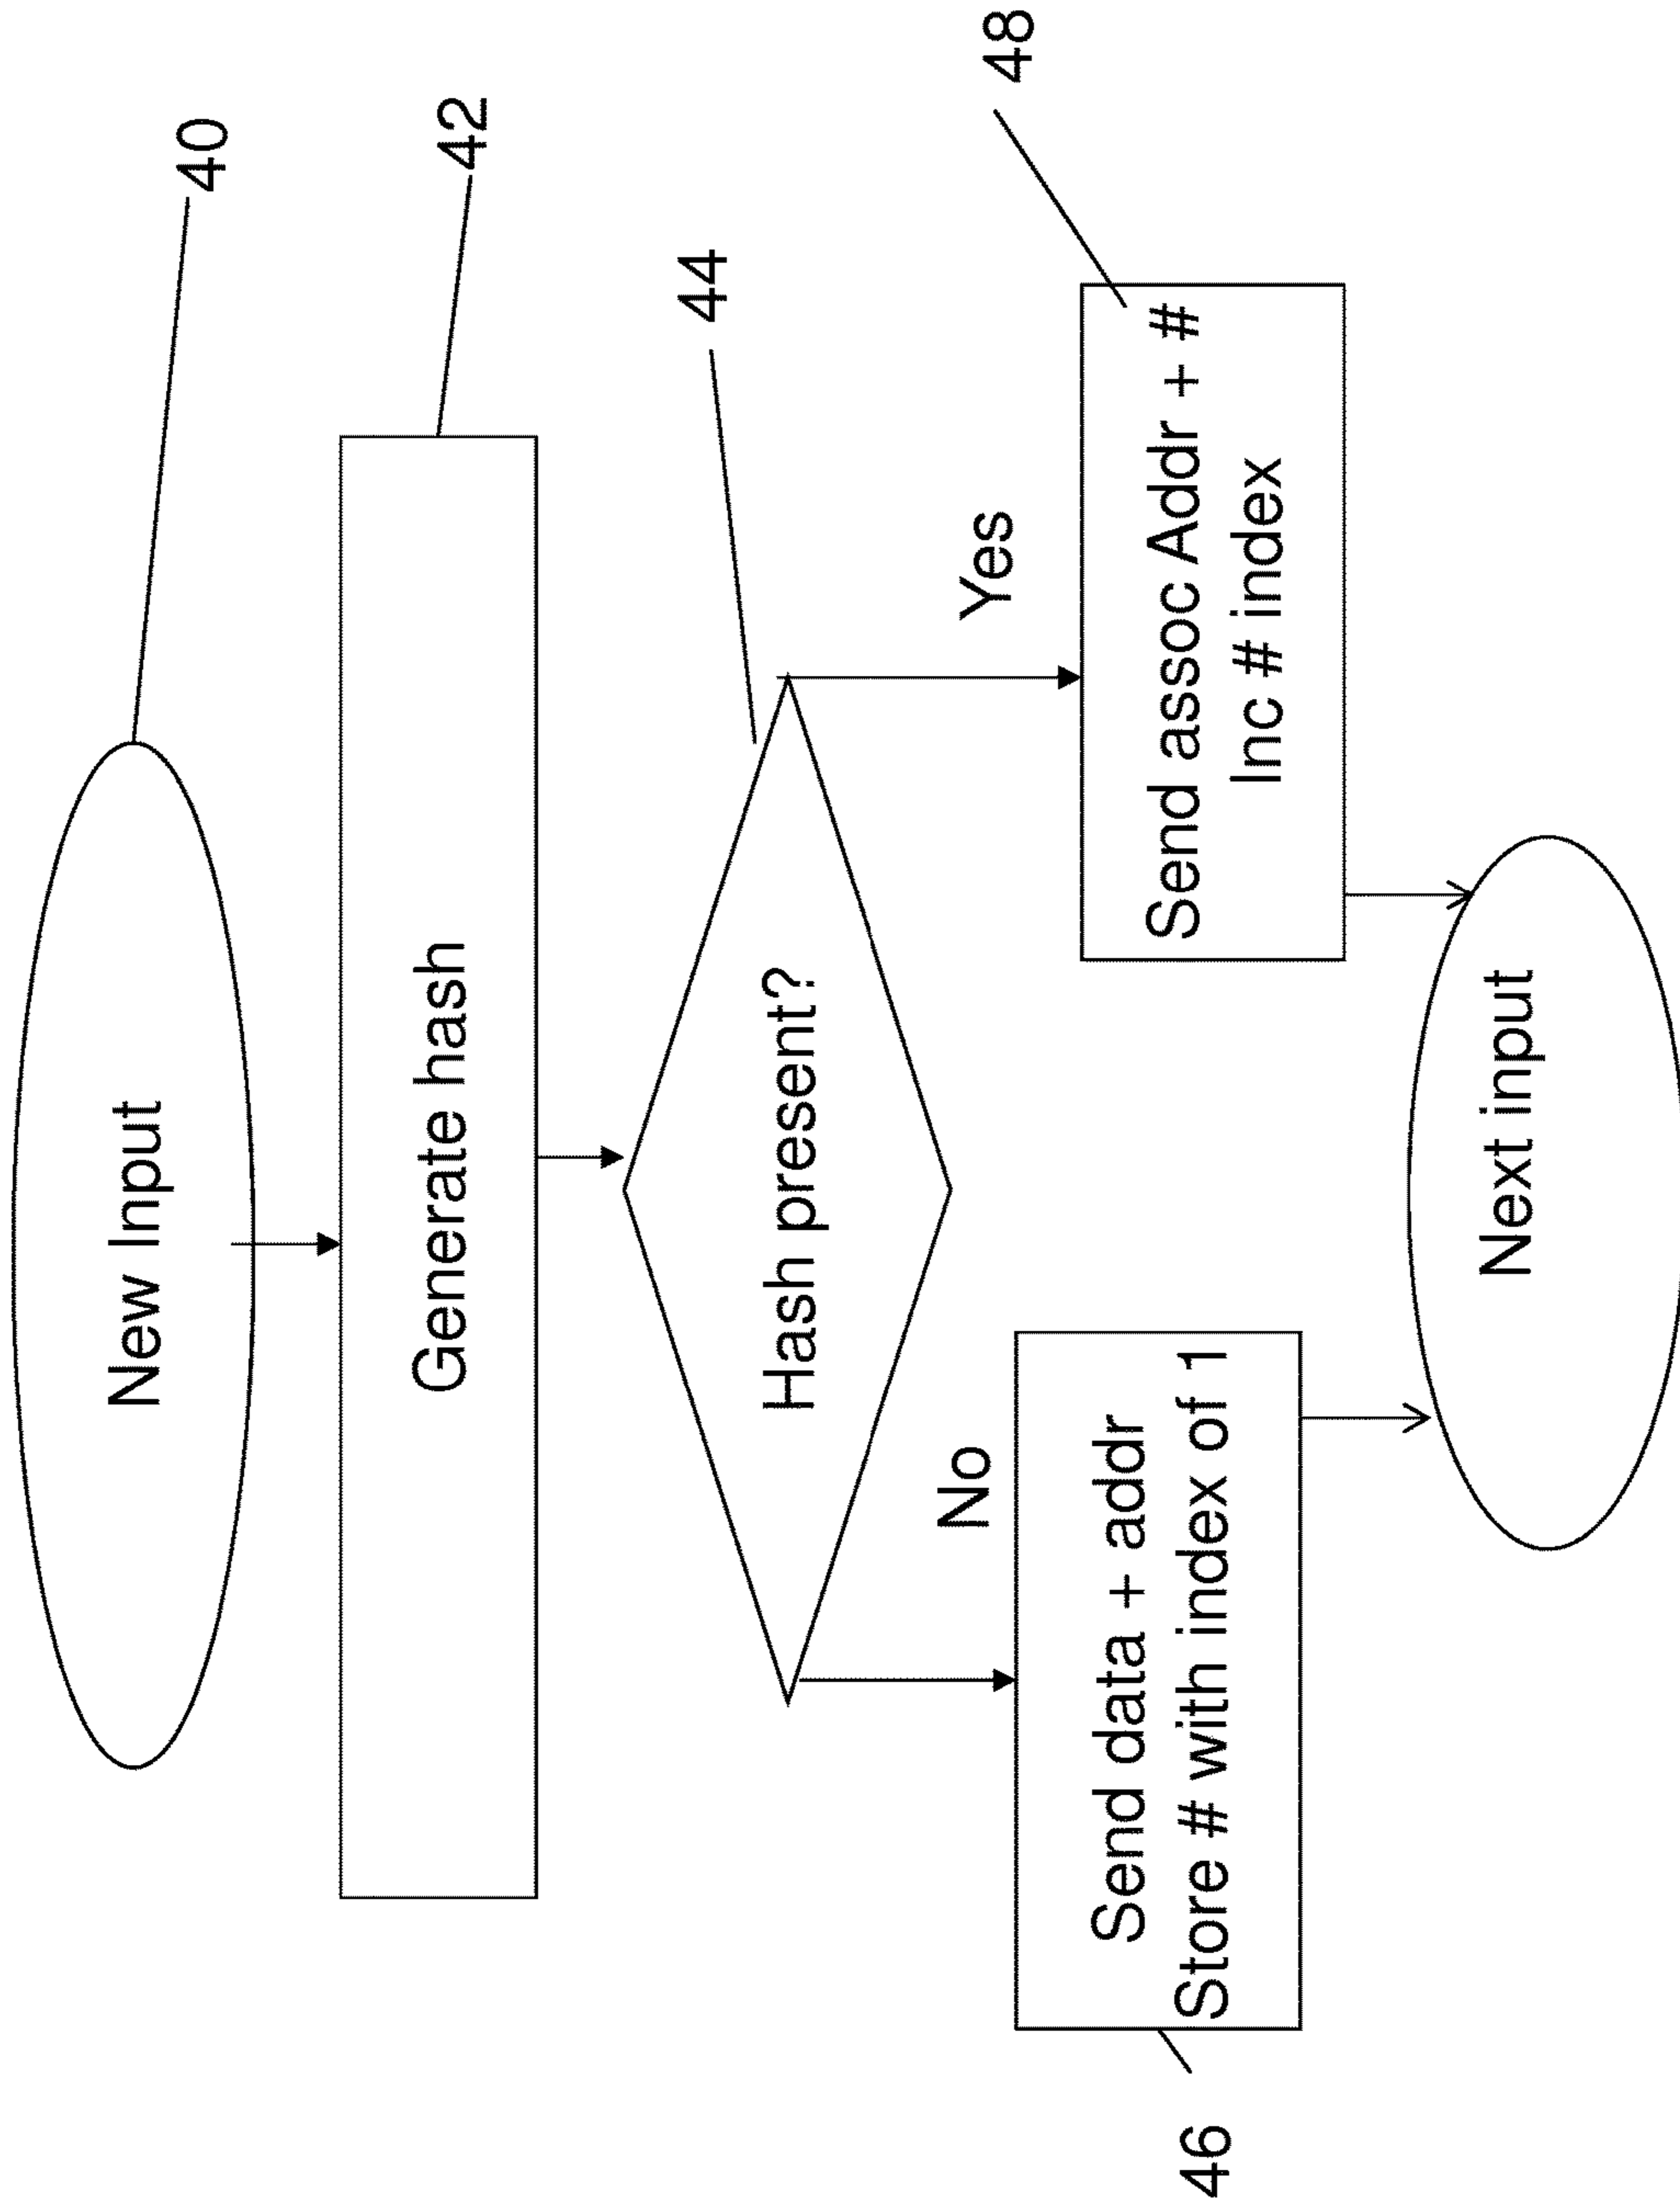 New Input
40
Generate hash
42
Hash present?
44
No
Yes
Send data + addr
Store # with index of 1
46
Send assoc Addr + #
Inc # index
48
Next input